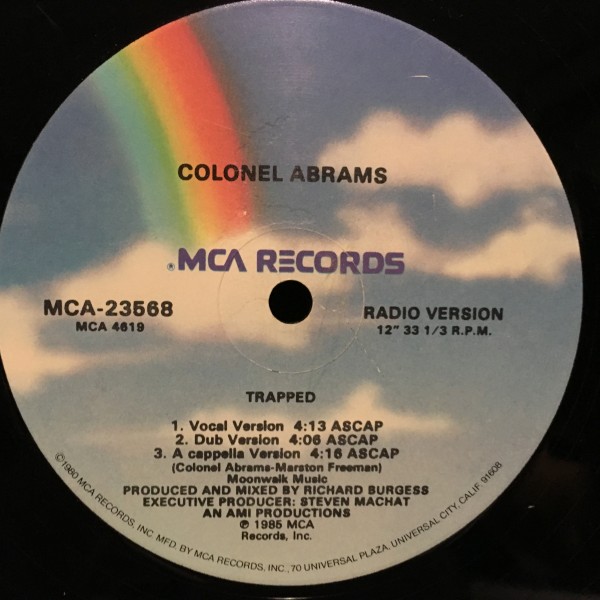 COLONEL ABRAMS
®MCA RECORDS
MCA-23568
MCA 4619
RADIO VERSION
12" 33 1/3 R.P.M.
TRAPPED
1. Vocal Version 4:13 ASCAP
2. Dub Version 4:06 ASCAP
3. A cappella Version 4:16 ASCAP
(Colonel Abrams-Marston Freeman)
Moonwalk Music
PRODUCED AND MIXED BY RICHARD BURGESS
EXECUTIVE PRODUCER: STEVEN MACHAT
AN AMI PRODUCTIONS
℗ 1985 MCA
Records, Inc.
©1980 MCA RECORDS, INC. MFD. BY MCA RECORDS, INC., 70 UNIVERSAL PLAZA, UNIVERSAL CITY, CALIF. 91608